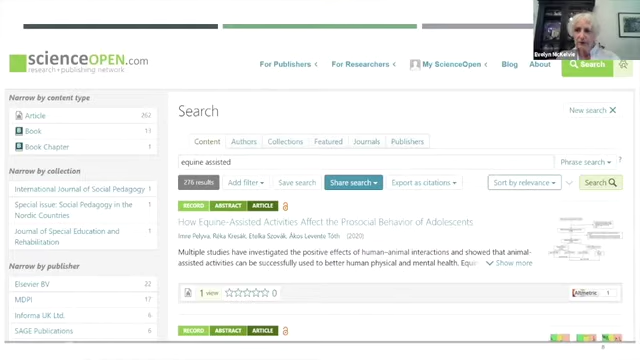 Evelyn McKelvie
scienceOPEN.com
research+publishing network
For Publishers
For Researchers
My ScienceOpen
Blog
About
Search
Narrow by content type
Article 262
Book 13
Book Chapter 1
Narrow by collection
International Journal of Social Pedagogy 1
Special Issue: Social Pedagogy in the Nordic Countries 1
Journal of Special Education and Rehabilitation 1
Narrow by publisher
Elsevier BV 22
MDPI 17
Informa UK Ltd. 6
SAGE Publications 6
Search
New search ×
Content Authors Collections Featured Journals Publishers
equine assisted
Phrase search ?
276 results
Add filter
Save search
Share search
Export as citations
Sort by relevance
Search
RECORD ABSTRACT ARTICLE
How Equine-Assisted Activities Affect the Prosocial Behavior of Adolescents
Imre Pelyva, Réka Kresák, Etelka Szovák, Ákos Levente Tóth (2020)
Multiple studies have investigated the positive effects of human–animal interactions and showed that animal-
assisted activities can be successfully used to better human physical and mental health. Equi
Show more
1 view
0
Altmetric 1
RECORD ABSTRACT ARTICLE